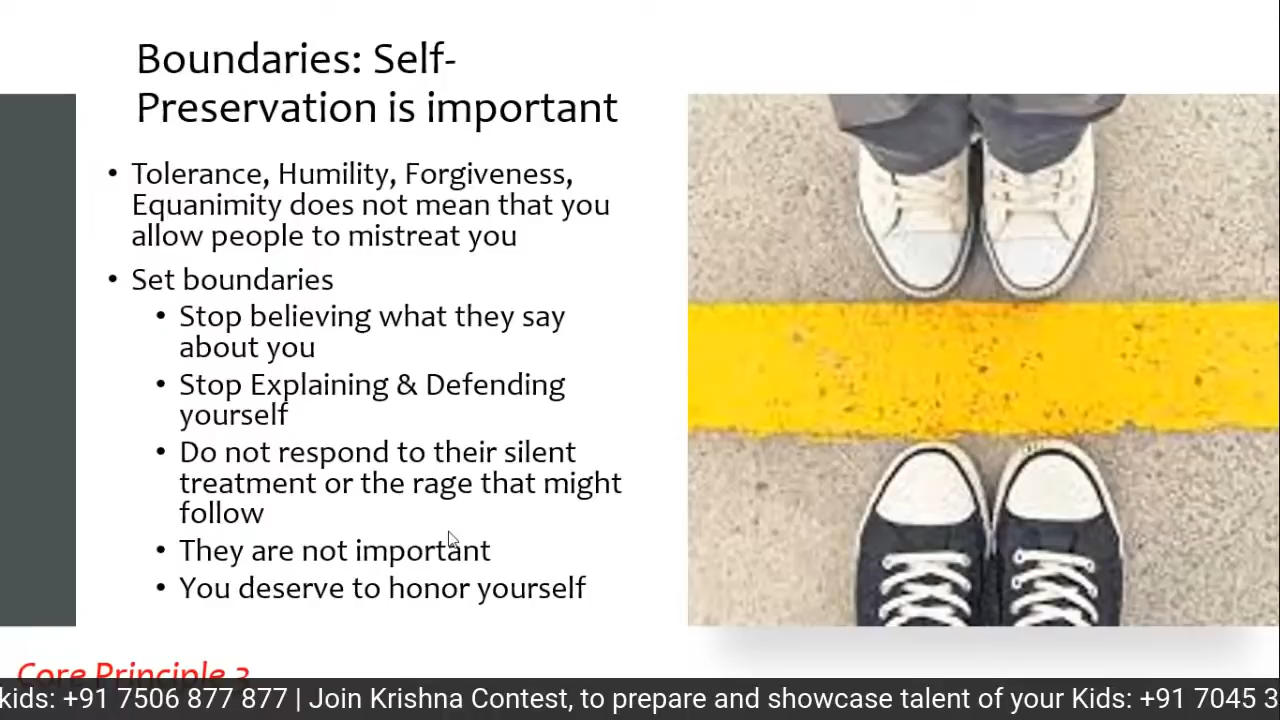 Boundaries: Self-
Preservation is important
• Tolerance, Humility, Forgiveness,
Equanimity does not mean that you
allow people to mistreat you
• Set boundaries
• Stop believing what they say
about you
• Stop Explaining & Defending
yourself
• Do not respond to their silent
treatment or the rage that might
follow
• They are not important
• You deserve to honor yourself
Core Principle 3
kids: +91 7506 877 877 | Join Krishna Contest, to prepare and showcase talent of your Kids: +91 7045 3